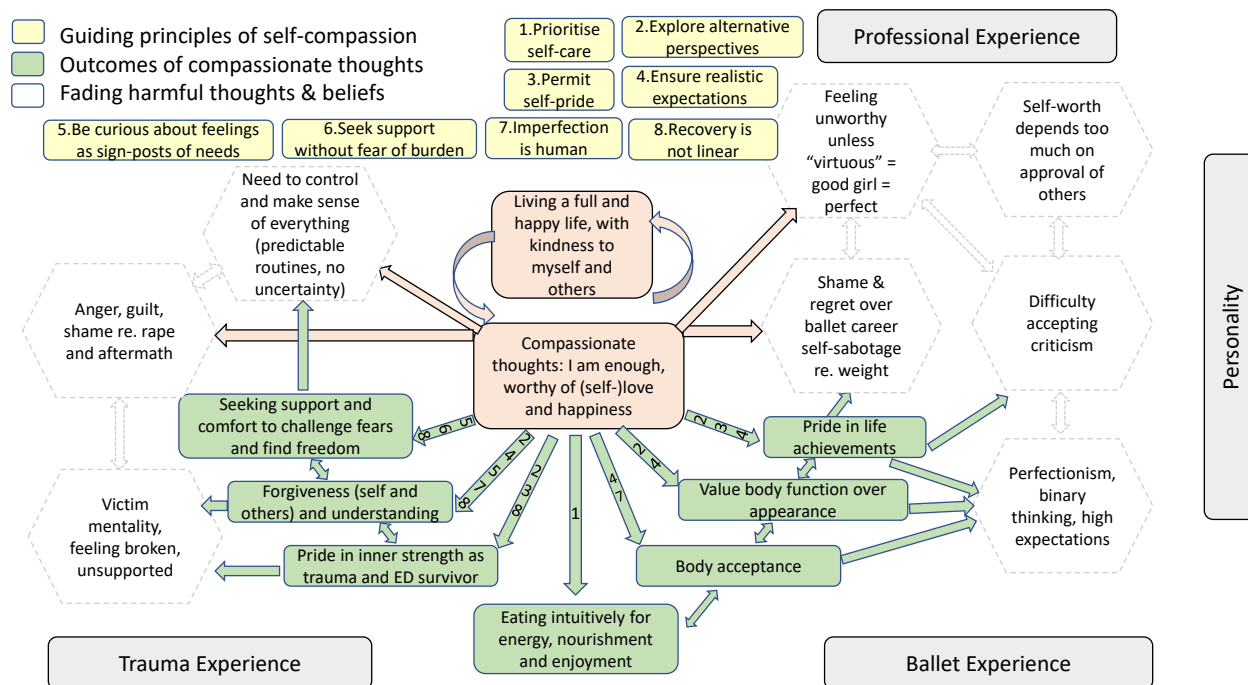 Guiding principles of self-compassion
Outcomes of compassionate thoughts
Fading harmful thoughts & beliefs
1.Prioritise
self-care
2.Explore alternative
perspectives
Professional Experience
3.Permit
self-pride
4.Ensure realistic
expectations
5.Be curious about feelings
as sign-posts of needs
6.Seek support
without fear of burden
7.Imperfection
is human
8.Recovery is
not linear
Need to control
and make sense
of everything
(predictable
routines, no
uncertainty)
Living a full and
happy life, with
kindness to
myself and
others
Feeling
unworthy
unless
“virtuous” =
good girl =
perfect
Self-worth
depends too
much on
approval of
others
Personality
Anger, guilt,
shame re. rape
and aftermath
Compassionate
thoughts: I am enough,
worthy of (self-)love
and happiness
Shame &
regret over
ballet career
self-sabotage
re. weight
Difficulty
accepting
criticism
Seeking support and
comfort to challenge fears
and find freedom
5 6 8
2 4 5 7 8
2 3 8
1
4 7
2 4
2 3 4
Pride in life
achievements
Victim
mentality,
feeling broken,
unsupported
Forgiveness (self and
others) and understanding
Value body function over
appearance
Perfectionism,
binary
thinking, high
expectations
Pride in inner strength as
trauma and ED survivor
Body acceptance
Eating intuitively for
energy, nourishment
and enjoyment
Trauma Experience
Ballet Experience